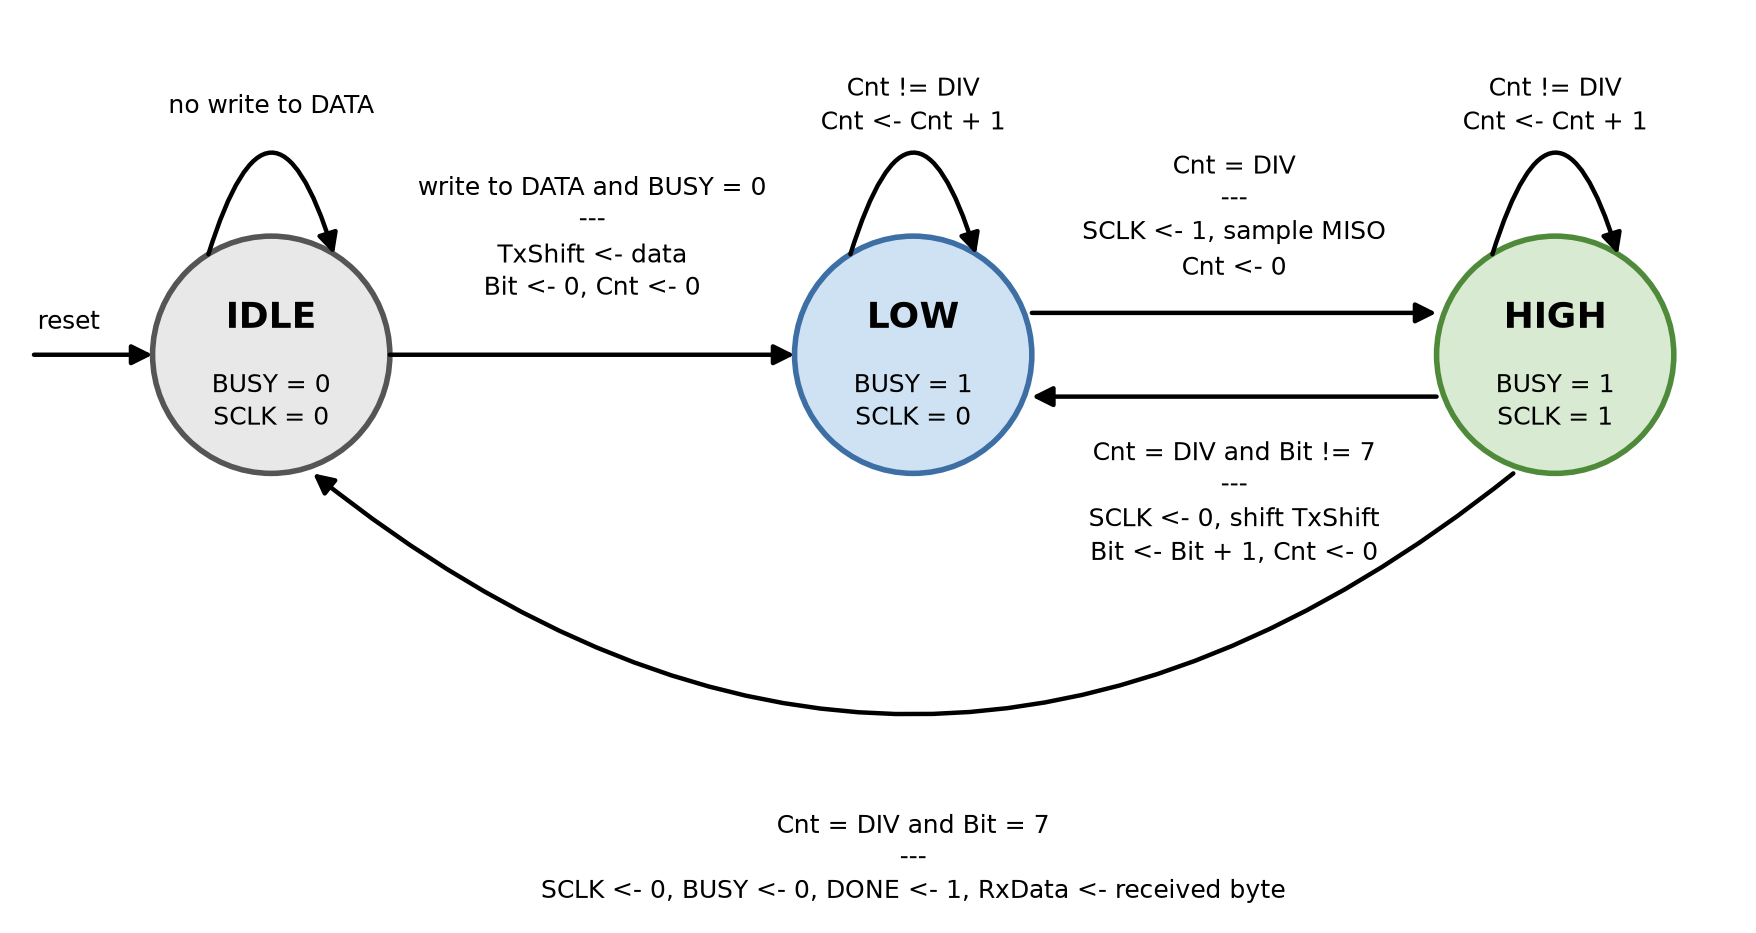 no write to DATA
Cnt != DIV
Cnt <- Cnt + 1
Cnt != DIV
Cnt <- Cnt + 1
write to DATA and BUSY = 0
---
TxShift <- data
Bit <- 0, Cnt <- 0
Cnt = DIV
---
SCLK <- 1, sample MISO
Cnt <- 0
reset
IDLE
BUSY = 0
SCLK = 0
LOW
BUSY = 1
SCLK = 0
HIGH
BUSY = 1
SCLK = 1
Cnt = DIV and Bit != 7
---
SCLK <- 0, shift TxShift
Bit <- Bit + 1, Cnt <- 0
Cnt = DIV and Bit = 7
---
SCLK <- 0, BUSY <- 0, DONE <- 1, RxData <- received byte